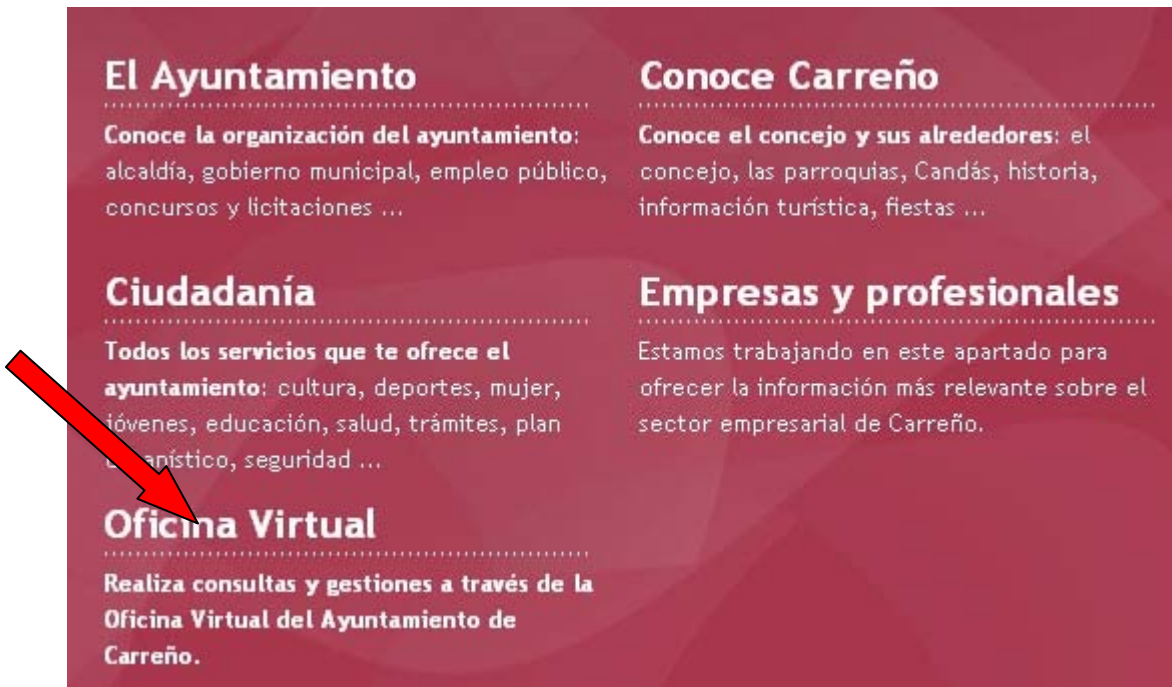 El Ayuntamiento
Conoce la organización del ayuntamiento:
alcaldía, gobierno municipal, empleo público,
concursos y licitaciones ...
Conoce Carreño
Conoce el concejo y sus alrededores: el
concejo, las parroquias, Candás, historia,
información turística, fiestas ...
Ciudadanía
Todos los servicios que te ofrece el
ayuntamiento: cultura, deportes, mujer,
jóvenes, educación, salud, trámites, plan
urbanístico, seguridad ...
Empresas y profesionales
Estamos trabajando en este apartado para
ofrecer la información más relevante sobre el
sector empresarial de Carreño.
Oficina Virtual
Realiza consultas y gestiones a través de la
Oficina Virtual del Ayuntamiento de
Carreño.